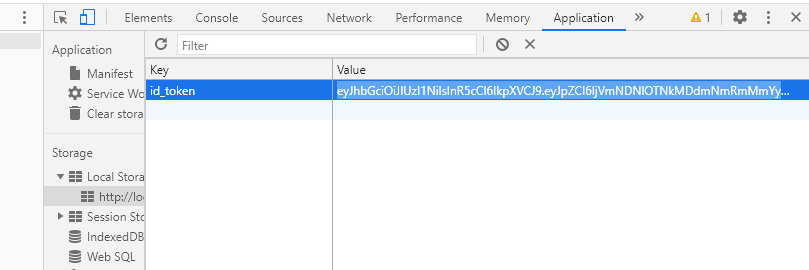 Elements Console Sources Network Performance Memory Application 1
Application
Manifest
Service Wo
Clear stora
Storage
Local Stora
http://loc
Session Sto
IndexedDB
Web SQL
Filter
Key Value
id_token eyJhbGciOiJIUzI1NiIsInR5cCI6IkpXVCJ9.eyJpZCI6IjVmNDNlOTNkMDdmNmRmMmYy...